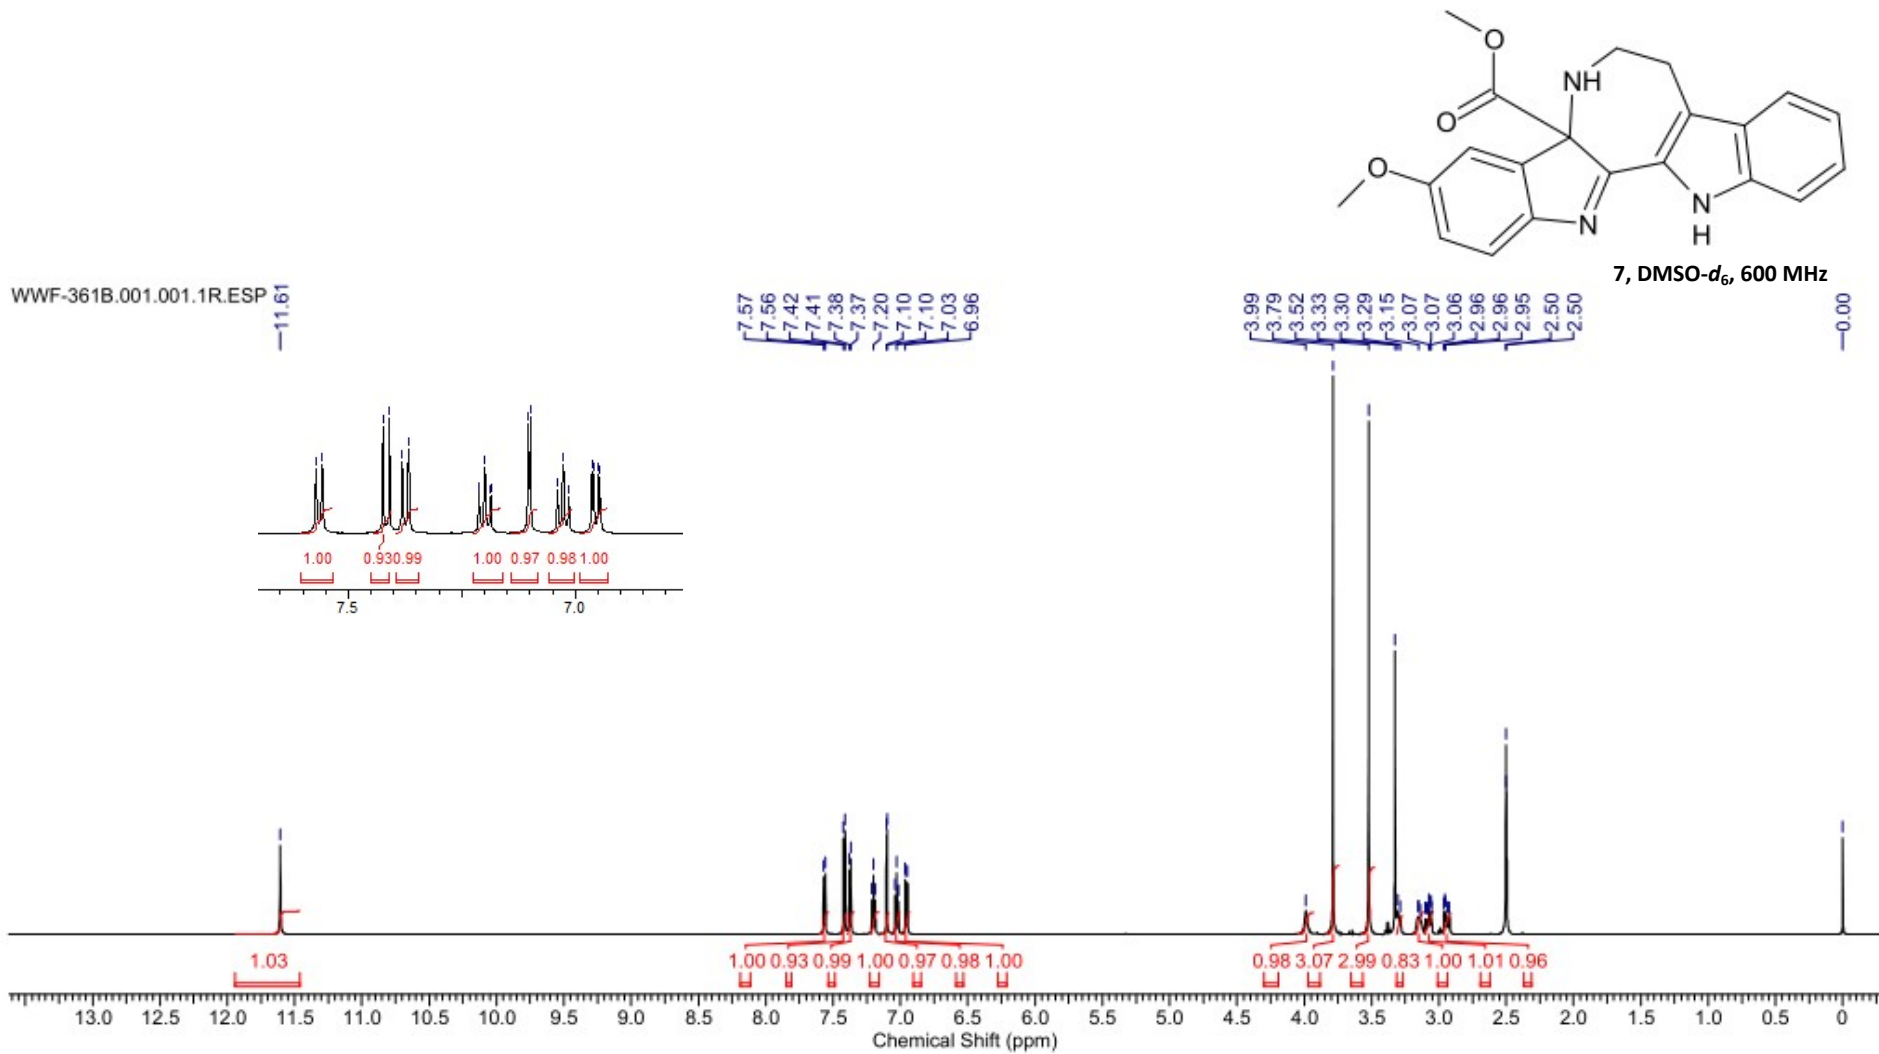 O
NH
O
O
N
N
H
7, DMSO-d6, 600 MHz
WWF-361B.001.001.1R.ESP
11.61
7.57
7.56
7.42
7.41
7.38
7.37
7.20
7.10
7.10
7.03
6.96
3.99
3.79
3.52
3.33
3.30
3.29
3.15
3.07
3.07
3.06
2.96
2.96
2.95
2.50
2.50
-0.00
1.00 0.93 0.99 1.00 0.97 0.98 1.00
7.5 7.0
1.03 1.00 0.93 0.99 1.00 0.97 0.98 1.00 0.98 3.07 2.99 0.83 1.00 1.01 0.96
13.0 12.5 12.0 11.5 11.0 10.5 10.0 9.5 9.0 8.5 8.0 7.5 7.0 6.5 6.0 5.5 5.0 4.5 4.0 3.5 3.0 2.5 2.0 1.5 1.0 0.5 0
Chemical Shift (ppm)